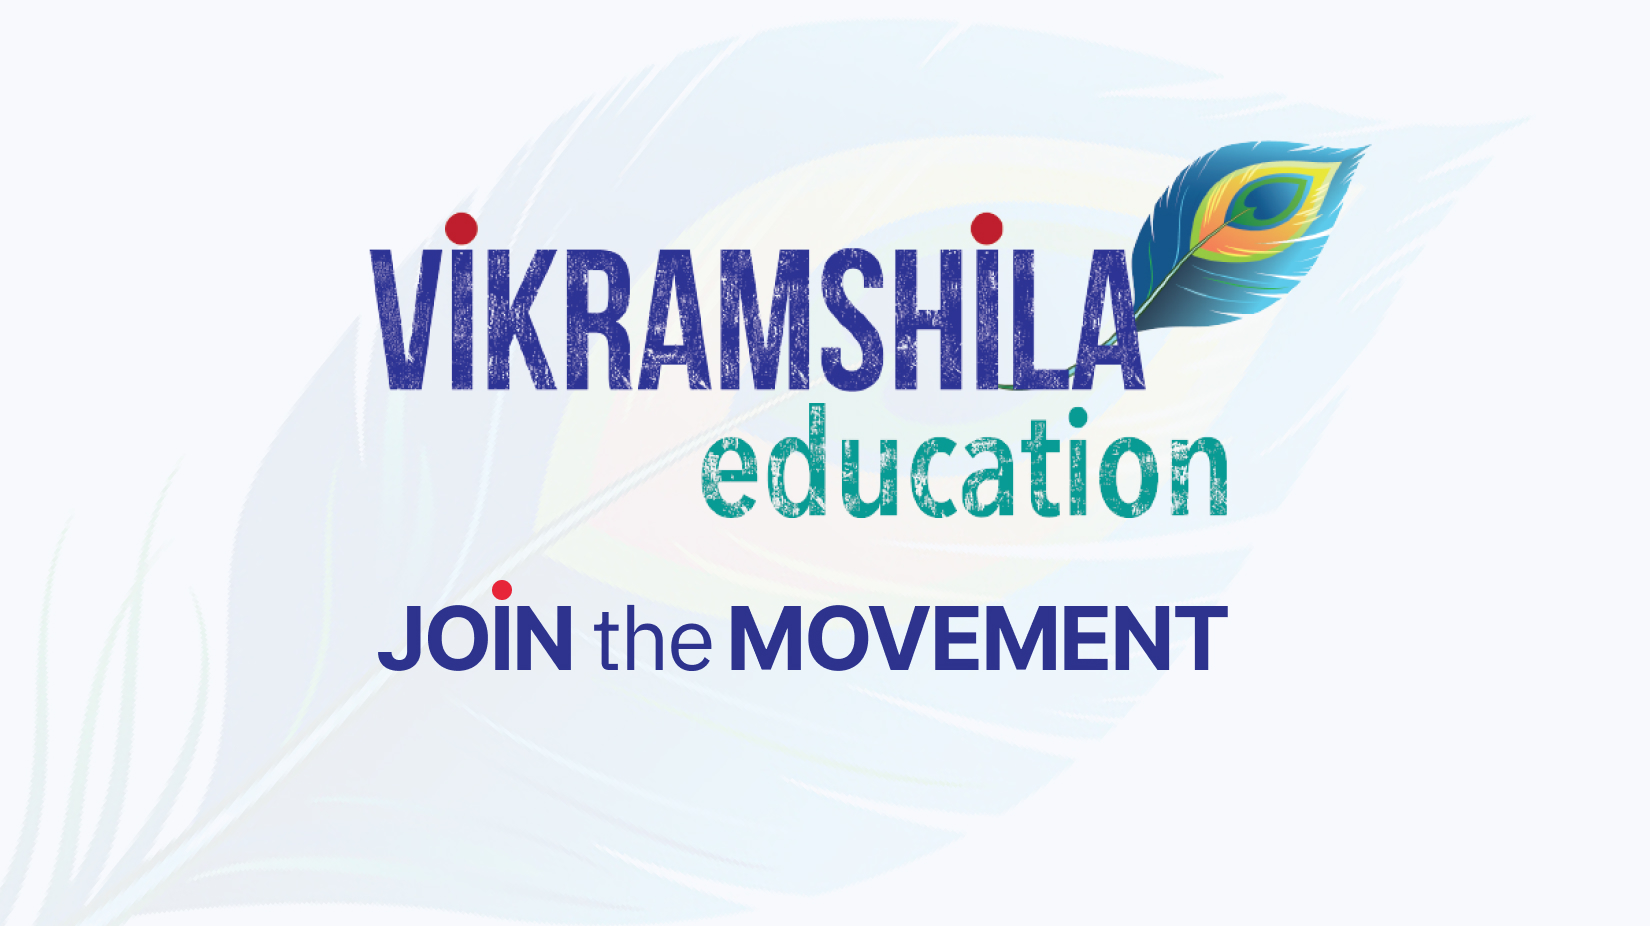 VIKRAMSHILA
education
JOIN the MOVEMENT